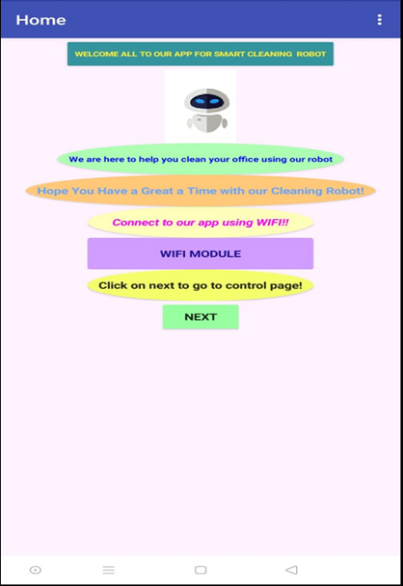 Home
WELCOME ALL TO OUR APP FOR SMART CLEANING ROBOT
We are here to help you clean your office using our robot
Hope You Have a Great a Time with our Cleaning Robot!
Connect to our app using WIFI!!
WIFI MODULE
Click on next to go to control page!
NEXT